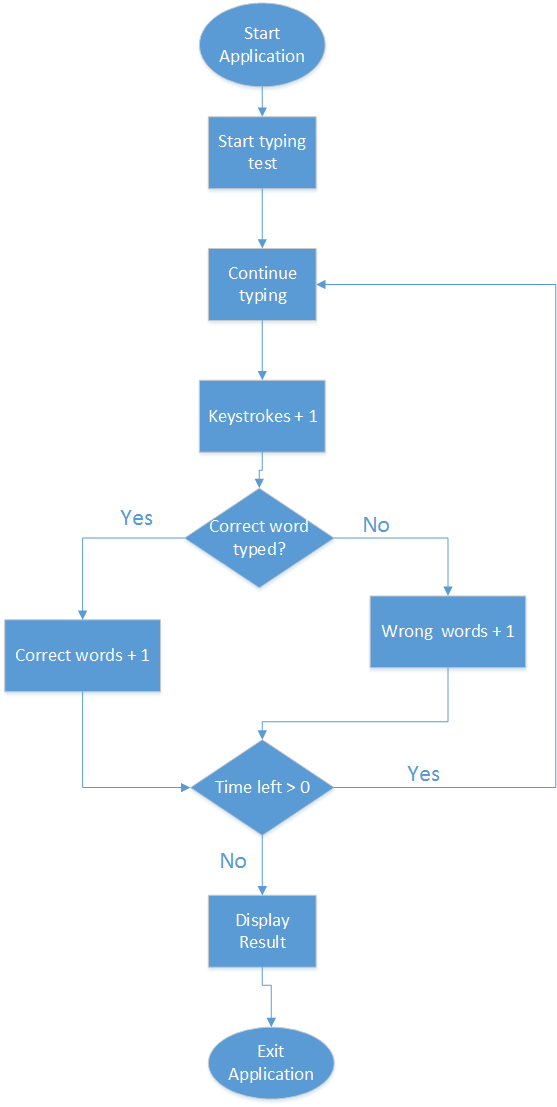 Start
Application
Start typing
test
Continue
typing
Keystrokes + 1
Yes
Correct word
typed?
No
Correct words + 1
Wrong  words + 1
Time left > 0
Yes
No
Display
Result
Exit
Application